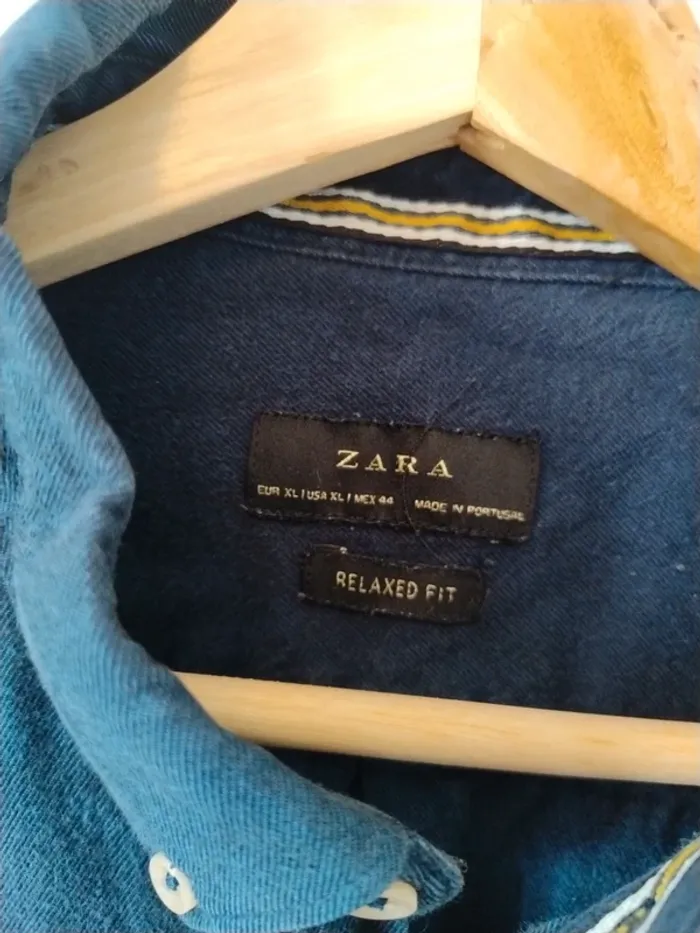 ZARA
EUR XL | USA XL | MEX 44 MADE IN PORTUGAL
RELAXED FIT